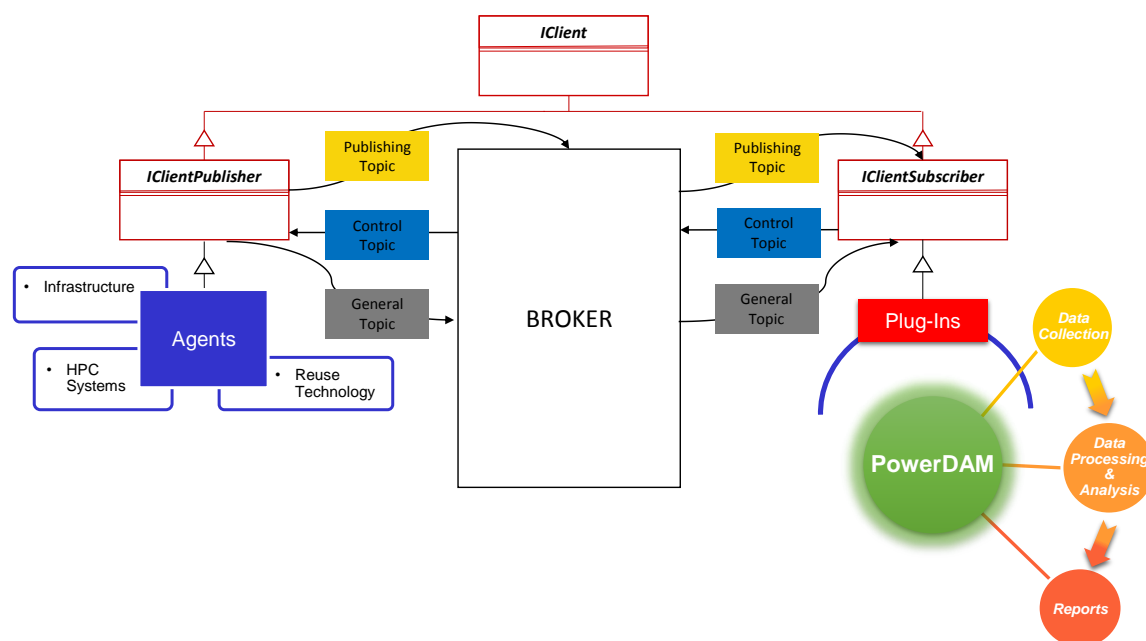 IClient
Publishing
Topic
Publishing
Topic
IClientPublisher
IClientSubscriber
Control
Topic
Control
Topic
• Infrastructure
General
Topic
General
Topic
BROKER
Agents
Plug-Ins
Data
Collection
• HPC
Systems
• Reuse
Technology
PowerDAM
Data
Processing
&
Analysis
Reports